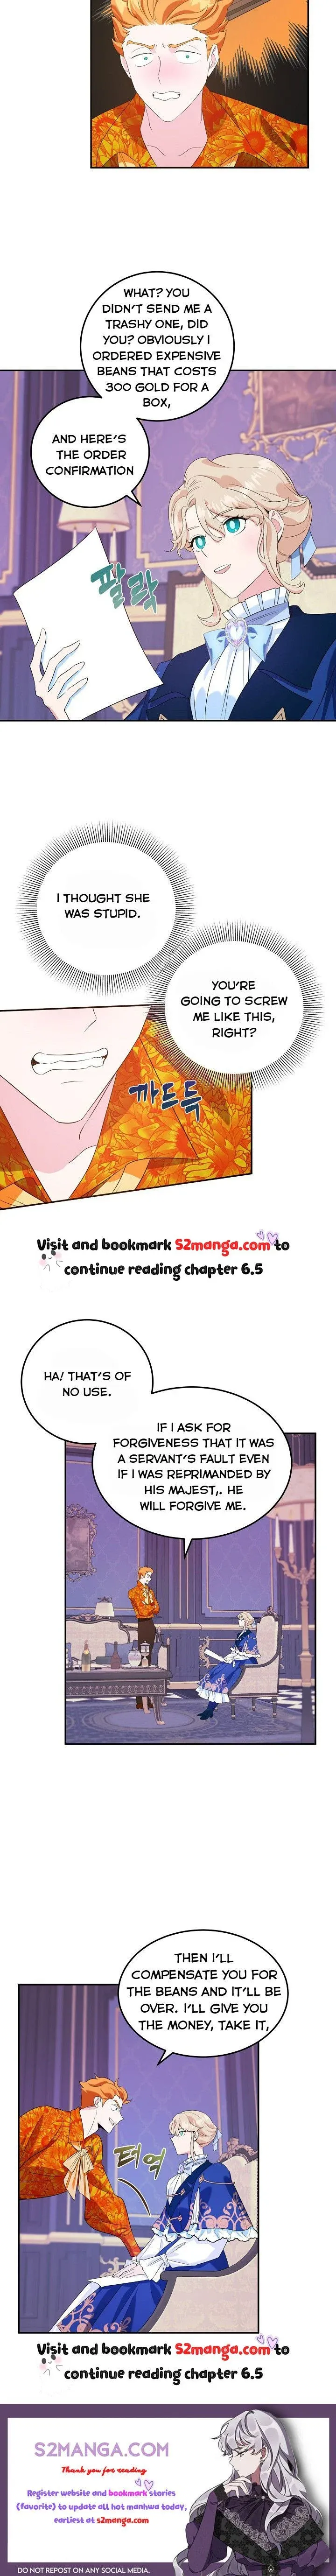 WHAT? YOU
DIDN'T SEND ME A
TRASHY ONE, DID
YOU? OBVIOUSLY I
ORDERED EXPENSIVE
BEANS THAT COSTS
300 GOLD FOR A
BOX,
AND HERE'S
THE ORDER
CONFIRMATION
팔락
I THOUGHT SHE
WAS STUPID.
YOU'RE
GOING TO SCREW
ME LIKE THIS,
RIGHT?
까드득
Visit and bookmark S2manga.com to
continue reading chapter 6.5
HA! THAT'S OF
NO USE.
IF I ASK FOR
FORGIVENESS THAT IT WAS
A SERVANT'S FAULT EVEN
IF I WAS REPRIMANDED BY
HIS MAJEST,. HE
WILL FORGIVE ME.
THEN I'LL
COMPENSATE YOU FOR
THE BEANS AND IT'LL BE
OVER. I'LL GIVE YOU
THE MONEY, TAKE IT,
터억
Visit and bookmark S2manga.com to
continue reading chapter 6.5
S2MANGA.COM
Thank you for reading
Register website and bookmark stories
(favorite) to update all hot manhwa today,
earliest at s2manga.com
DO NOT REPOST ON ANY SOCIAL MEDIA.